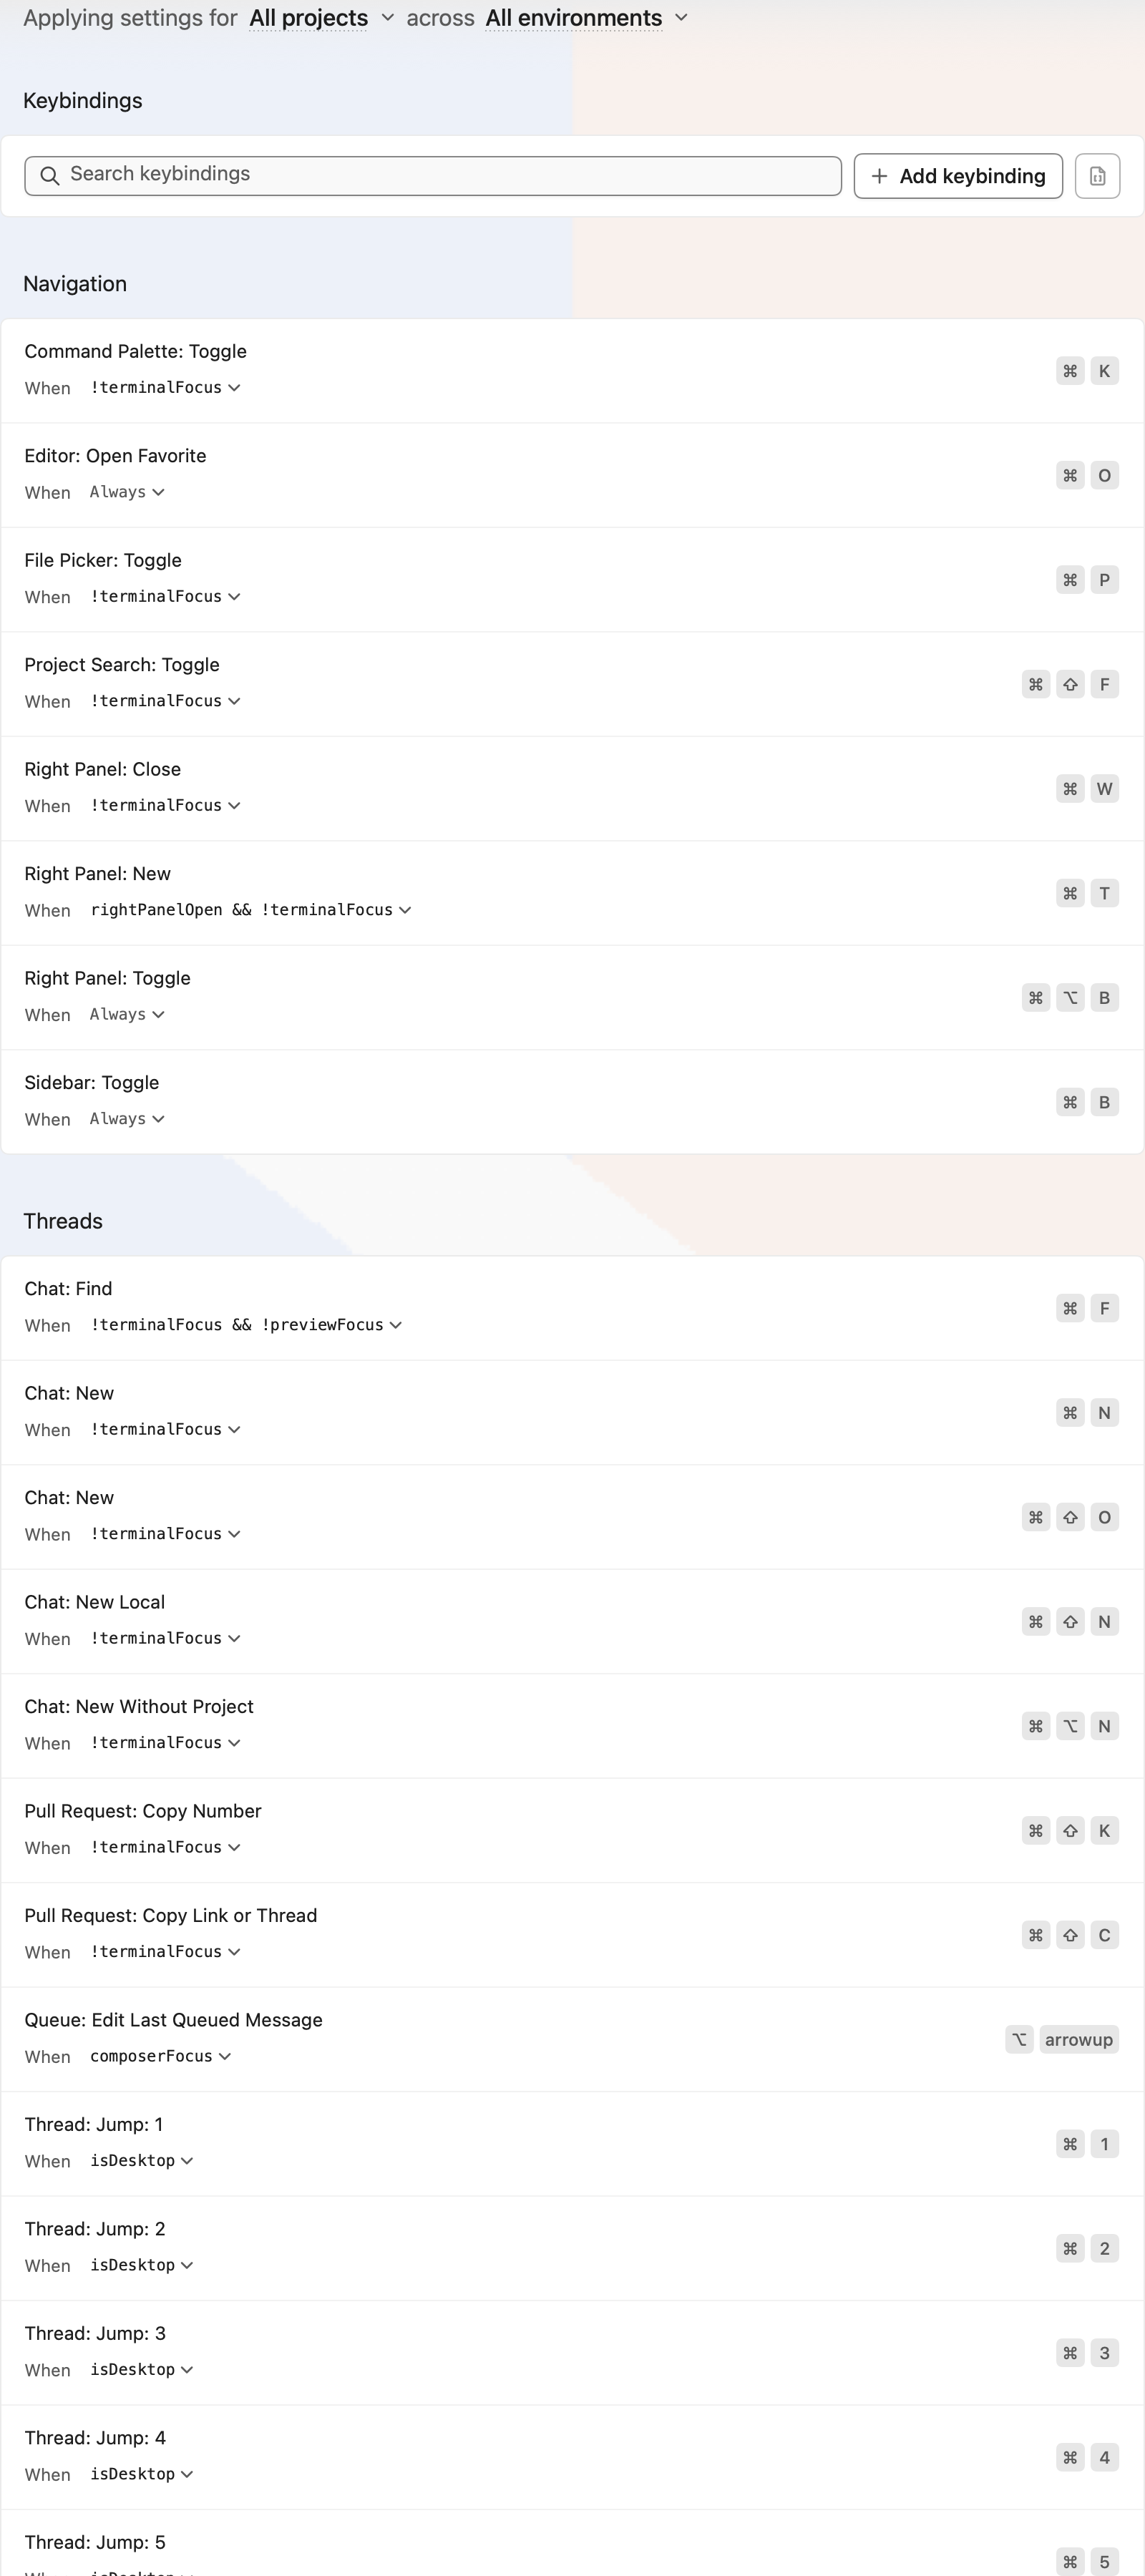 Applying settings for All projects across All environments
Keybindings
Search keybindings
Add keybinding
Navigation
Command Palette: Toggle
When !terminalFocus
⌘ K
Editor: Open Favorite
When Always
⌘ O
File Picker: Toggle
When !terminalFocus
⌘ P
Project Search: Toggle
When !terminalFocus
⌘ ⇧ F
Right Panel: Close
When !terminalFocus
⌘ W
Right Panel: New
When rightPanelOpen && !terminalFocus
⌘ T
Right Panel: Toggle
When Always
⌘ ⌥ B
Sidebar: Toggle
When Always
⌘ B
Threads
Chat: Find
When !terminalFocus && !previewFocus
⌘ F
Chat: New
When !terminalFocus
⌘ N
Chat: New
When !terminalFocus
⌘ ⇧ O
Chat: New Local
When !terminalFocus
⌘ ⇧ N
Chat: New Without Project
When !terminalFocus
⌘ ⌥ N
Pull Request: Copy Number
When !terminalFocus
⌘ ⇧ K
Pull Request: Copy Link or Thread
When !terminalFocus
⌘ ⇧ C
Queue: Edit Last Queued Message
When composerFocus
⌥ arrowup
Thread: Jump: 1
When isDesktop
⌘ 1
Thread: Jump: 2
When isDesktop
⌘ 2
Thread: Jump: 3
When isDesktop
⌘ 3
Thread: Jump: 4
When isDesktop
⌘ 4
Thread: Jump: 5
⌘ 5